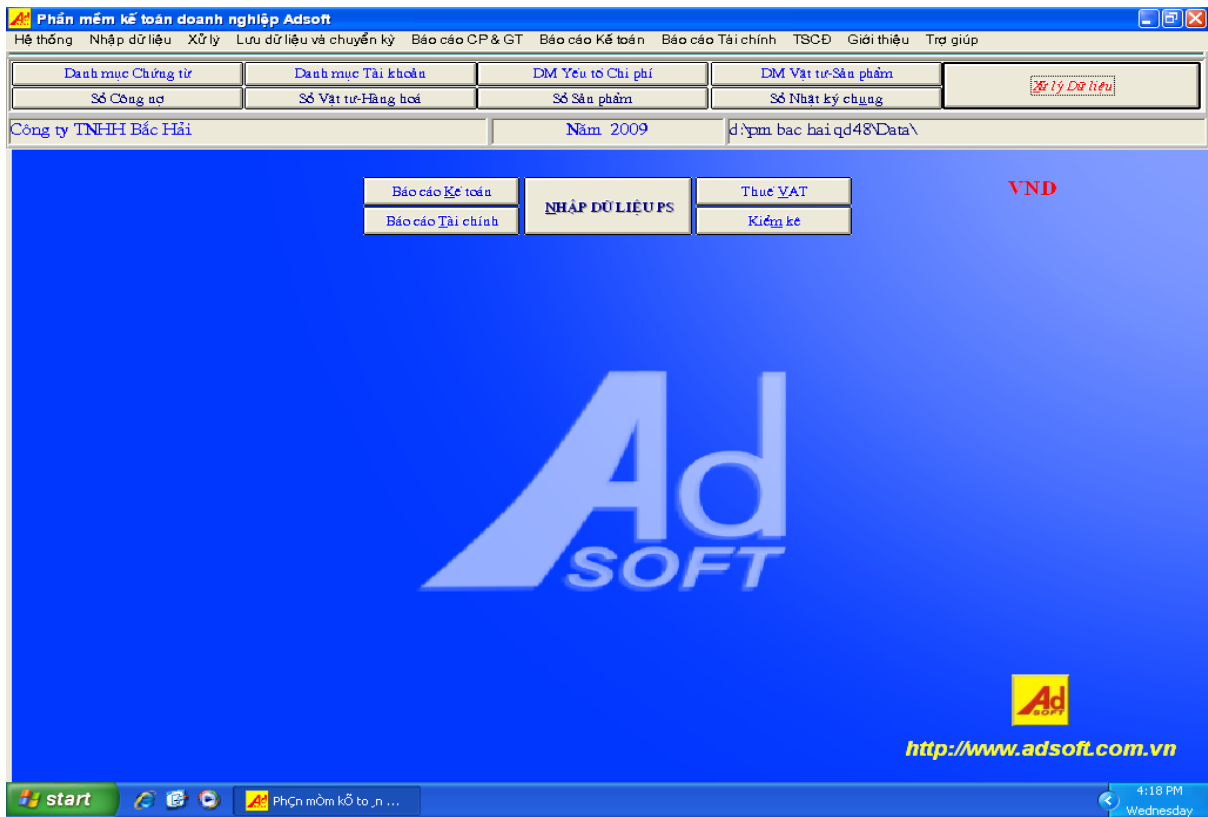 Phần mềm kế toán doanh nghiệp Adsoft
Hệ thống Nhập dữ liệu Xử lý Lưu dữ liệu và chuyển kỳ Báo cáo CP & GT Báo cáo Kế toán Báo cáo Tài chính TSCĐ Giới thiệu Trợ giúp
Danh mục Chứng từ Danh mục Tài khoản DM Yếu tố Chi phí DM Vật tư-Sản phẩm Xử lý Dữ liệu
Sổ Công nợ Sổ Vật tư-Hàng hoá Sổ Sản phẩm Sổ Nhật ký chung
Công ty TNHH Bắc Hải Năm 2009 d:\pm bac hai qd48\Data\
Báo cáo Kế toán NHẬP DỮ LIỆU PS Thuế VAT VND
Báo cáo Tài chính Kiểm kê
Ad
SOFT
Ad
SOFT
http://www.adsoft.com.vn
start PhÇn mÒm kÕ to¸n ... 4:18 PM
Wednesday